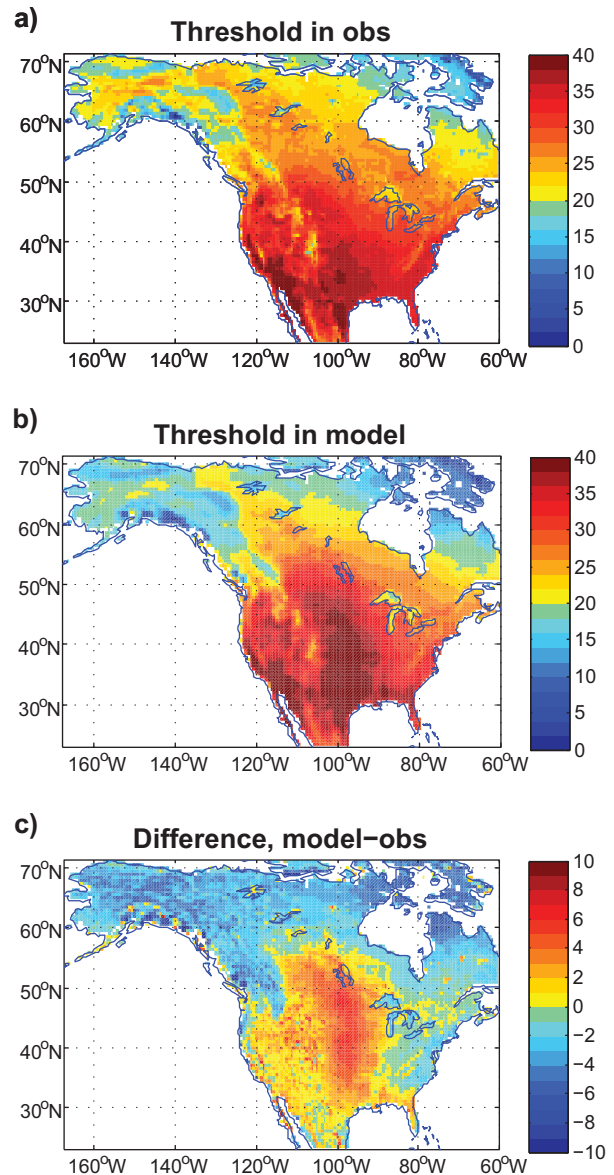 a)
Threshold in obs
70°N
60°N
50°N
40°N
30°N
160°W 140°W 120°W 100°W 80°W 60°W
40
35
30
25
20
15
10
5
0
b)
Threshold in model
70°N
60°N
50°N
40°N
30°N
160°W 140°W 120°W 100°W 80°W 60°W
40
35
30
25
20
15
10
5
0
c)
Difference, model−obs
70°N
60°N
50°N
40°N
30°N
160°W 140°W 120°W 100°W 80°W 60°W
10
8
6
4
2
0
−2
−4
−6
−8
−10